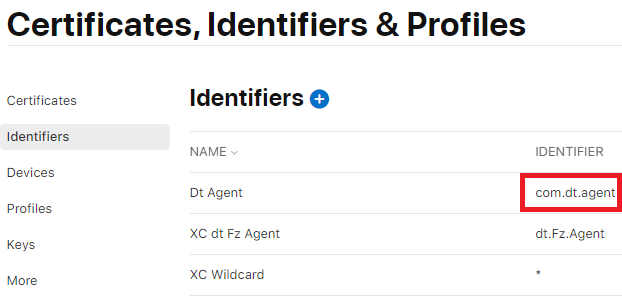 Certificates, Identifiers & Profiles
Certificates
Identifiers
Devices
Profiles
Keys
More
Identifiers
NAME IDENTIFIER
Dt Agent com.dt.agent
XC dt Fz Agent dt.Fz.Agent
XC Wildcard *